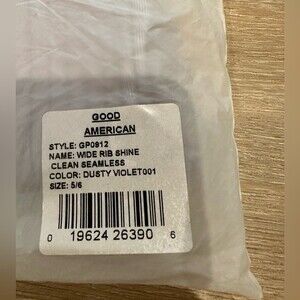 GOOD
AMERICAN
STYLE: GP0912
NAME: WIDE RIB SHINE
CLEAN SEAMLESS
COLOR: DUSTY VIOLET001
SIZE: 5/6
0 19624 26390 6